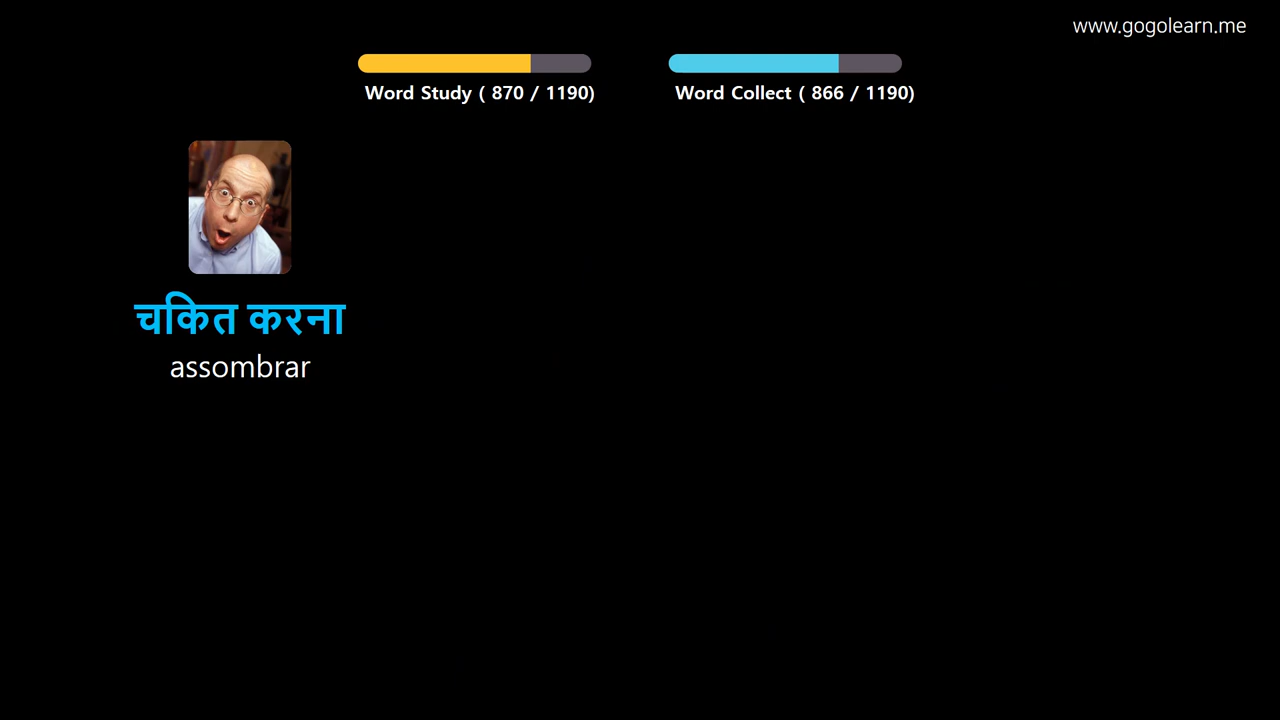 www.gogolearn.me
Word Study ( 870 / 1190)
Word Collect ( 866 / 1190)
चकित करना
assombrar